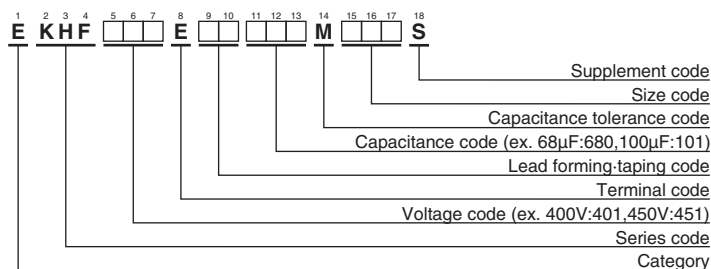 1 2 3 4 5 6 7 8 9 10 11 12 13 14 15 16 17 18
E K H F □□□ E □□ □□□ M □□□ S
Supplement code
Size code
Capacitance tolerance code
Capacitance code (ex. 68µF:680,100µF:101)
Lead forming·taping code
Terminal code
Voltage code (ex. 400V:401,450V:451)
Series code
Category